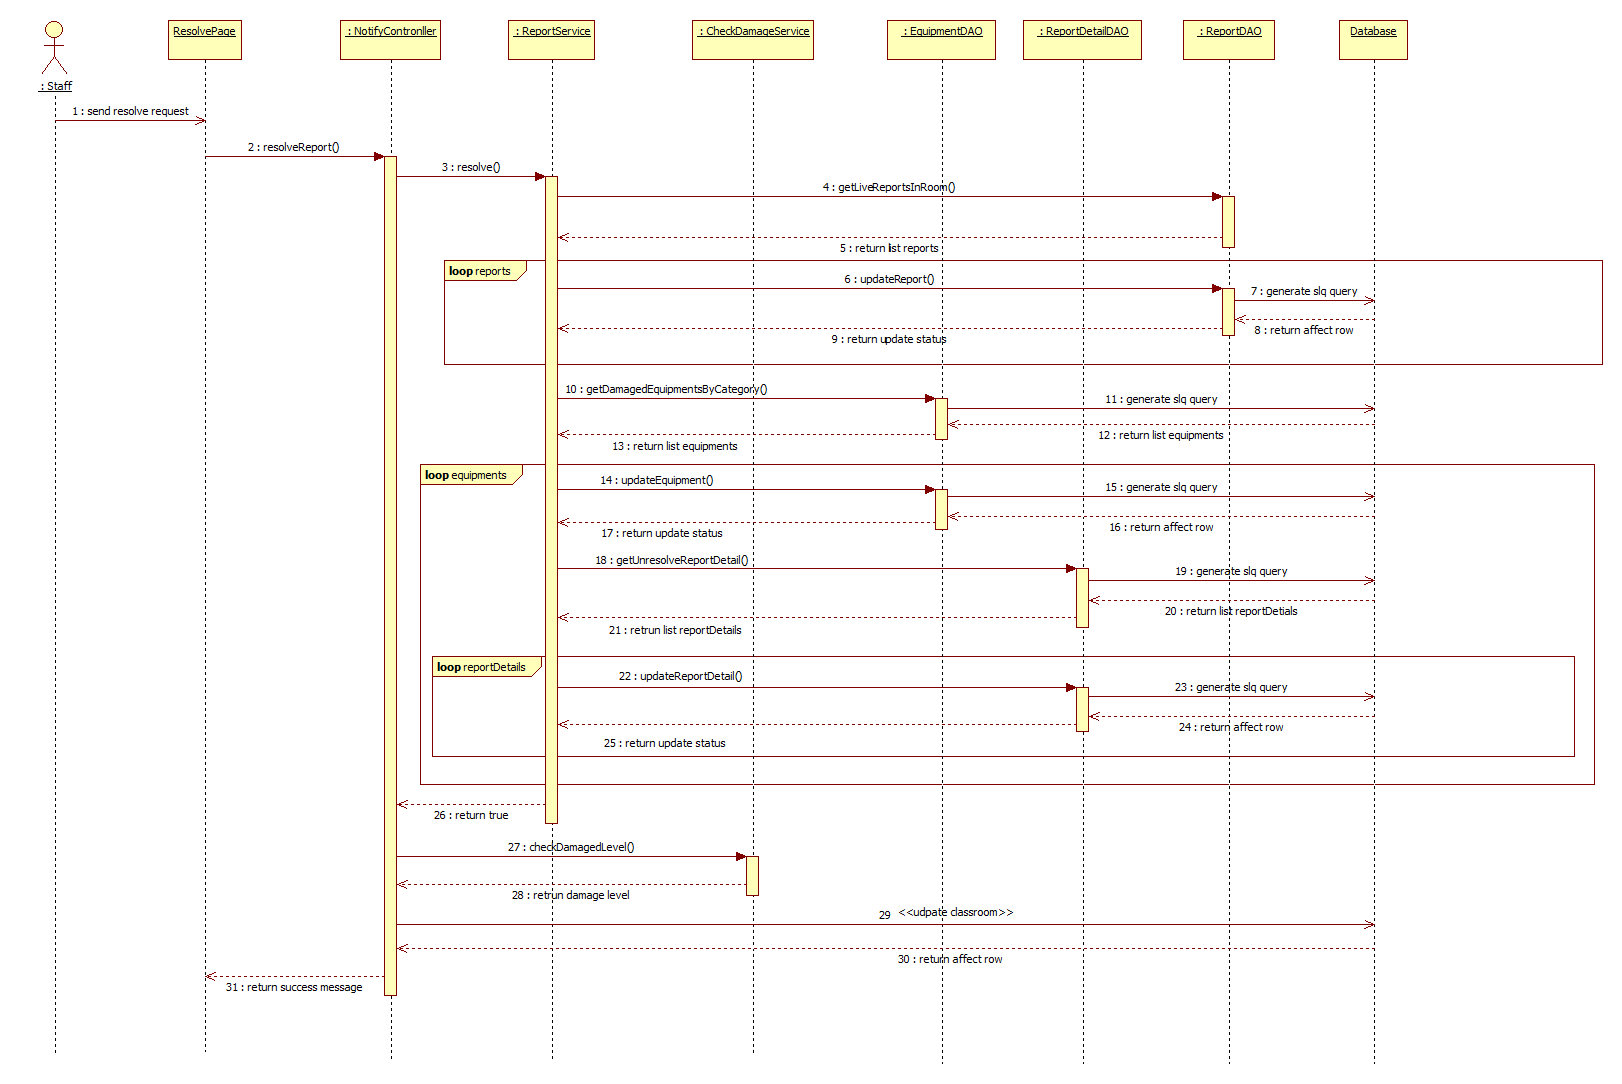 : Staff
ResolvePage
: NotifyContronller
: ReportService
: CheckDamageService
: EquipmentDAO
: ReportDetailDAO
: ReportDAO
Database
1 : send resolve request
2 : resolveReport()
3 : resolve()
4 : getLiveReportsInRoom()
5 : return list reports
loop reports
6 : updateReport()
7 : generate slq query
8 : return affect row
9 : return update status
10 : getDamagedEquipmentsByCategory()
11 : generate slq query
12 : return list equipments
13 : return list equipments
loop equipments
14 : updateEquipment()
15 : generate slq query
16 : return affect row
17 : return update status
18 : getUnresolveReportDetail()
19 : generate slq query
20 : return list reportDetials
21 : retrun list reportDetails
loop reportDetails
22 : updateReportDetail()
23 : generate slq query
24 : return affect row
25 : return update status
26 : return true
27 : checkDamagedLevel()
28 : retrun damage level
29 <<udpate classroom>>
30 : return affect row
31 : return success message